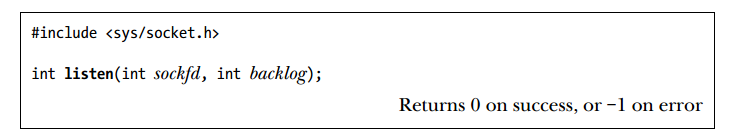 #include <sys/socket.h>
int listen(int sockfd, int backlog);
Returns 0 on success, or −1 on error